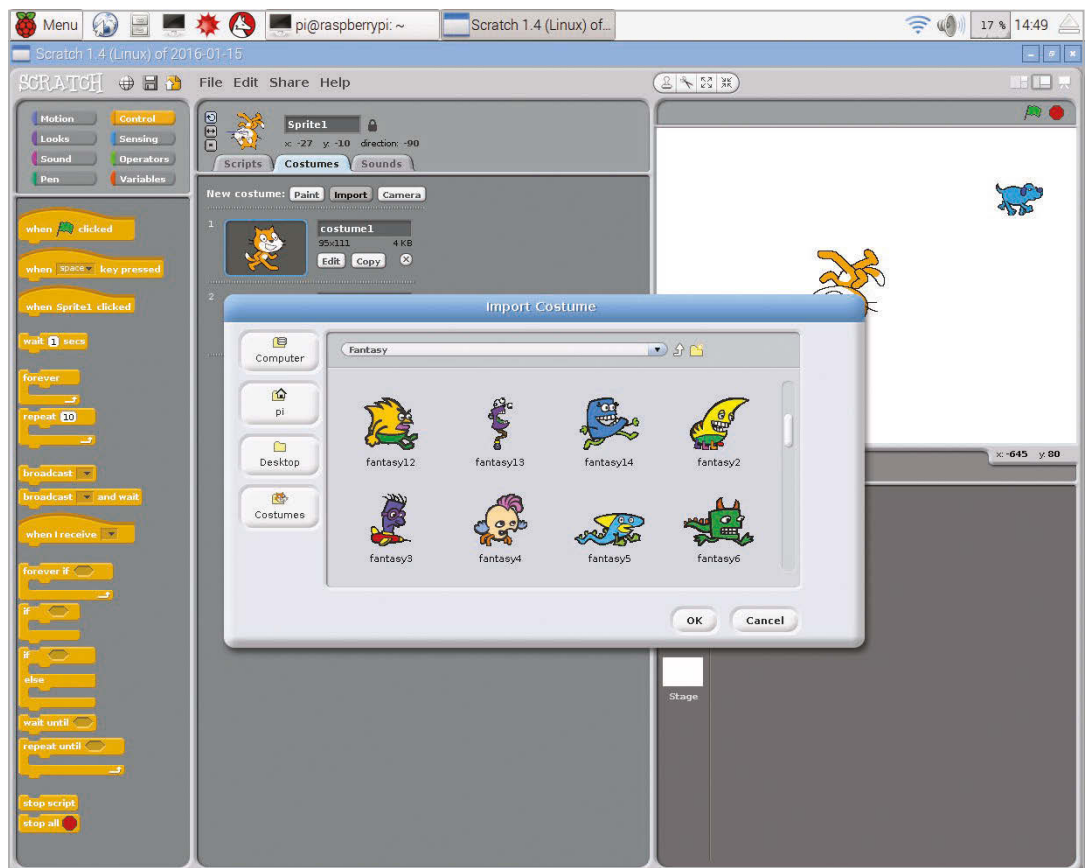 Menu
pi@raspberrypi: ~
Scratch 1.4 (Linux) of...
17 %
14:49
Scratch 1.4 (Linux) of 2016-01-15
SCRATCH
File Edit Share Help
Motion Control
Looks Sensing
Sound Operators
Pen Variables
Sprite1
x: -27 y: -10 direction: -90
Scripts Costumes Sounds
New costume: Paint Import Camera
1
costume1
95x111 4 KB
Edit Copy
2
when clicked
when space key pressed
when Sprite1 clicked
wait 1 secs
forever
repeat 10
broadcast
broadcast and wait
when I receive
forever if
if
if
else
wait until
repeat until
stop script
stop all
Import Costume
Computer
pi
Desktop
Costumes
Fantasy
fantasy12 fantasy13 fantasy14 fantasy2
fantasy3 fantasy4 fantasy5 fantasy6
OK Cancel
x: -645 y: 80
Stage